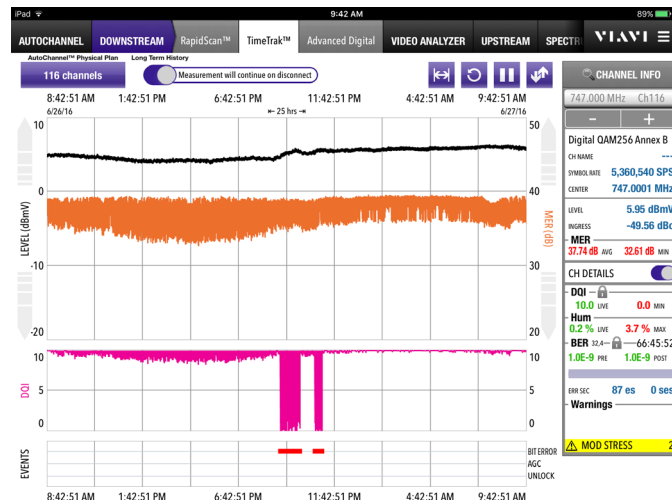 iPad 9:42 AM 89%
AUTOCHANNEL DOWNSTREAM RapidScan™ TimeTrak™ Advanced Digital VIDEO ANALYZER UPSTREAM SPECTR VIAVI
AutoChannel™ Physical Plan Long Term History
116 channels Measurement will continue on disconnect
CHANNEL INFO
747.000 MHz Ch116
8:42:51 AM 1:42:51 PM 6:42:51 PM 11:42:51 PM 4:42:51 AM 9:42:51 AM
6/26/16 25 hrs 6/27/16
- +
10 50
0 40
-10 30
-20 20
LEVEL (dBmV)
MER (dB)
Digital QAM256 Annex B
CH NAME ---
SYMBOL RATE 5,360,540 SPS
CENTER 747.0001 MHz
LEVEL 5.95 dBmV
INGRESS -49.56 dBc
MER
37.74 dB AVG 32.61 dB MIN
CH DETAILS
DQI
10.0 LIVE 0.0 MIN
Hum
0.2 % LIVE 3.7 % MAX
BER 32,4 66:45:52
1.0E-9 PRE 1.0E-9 POST
ERR SEC 87 es 0 ses
Warnings
MOD STRESS 2
10 10
5 5
0 0
DQI
EVENTS
BIT ERROR
AGC
UNLOCK
8:42:51 AM 1:42:51 PM 6:42:51 PM 11:42:51 PM 4:42:51 AM 9:42:51 AM